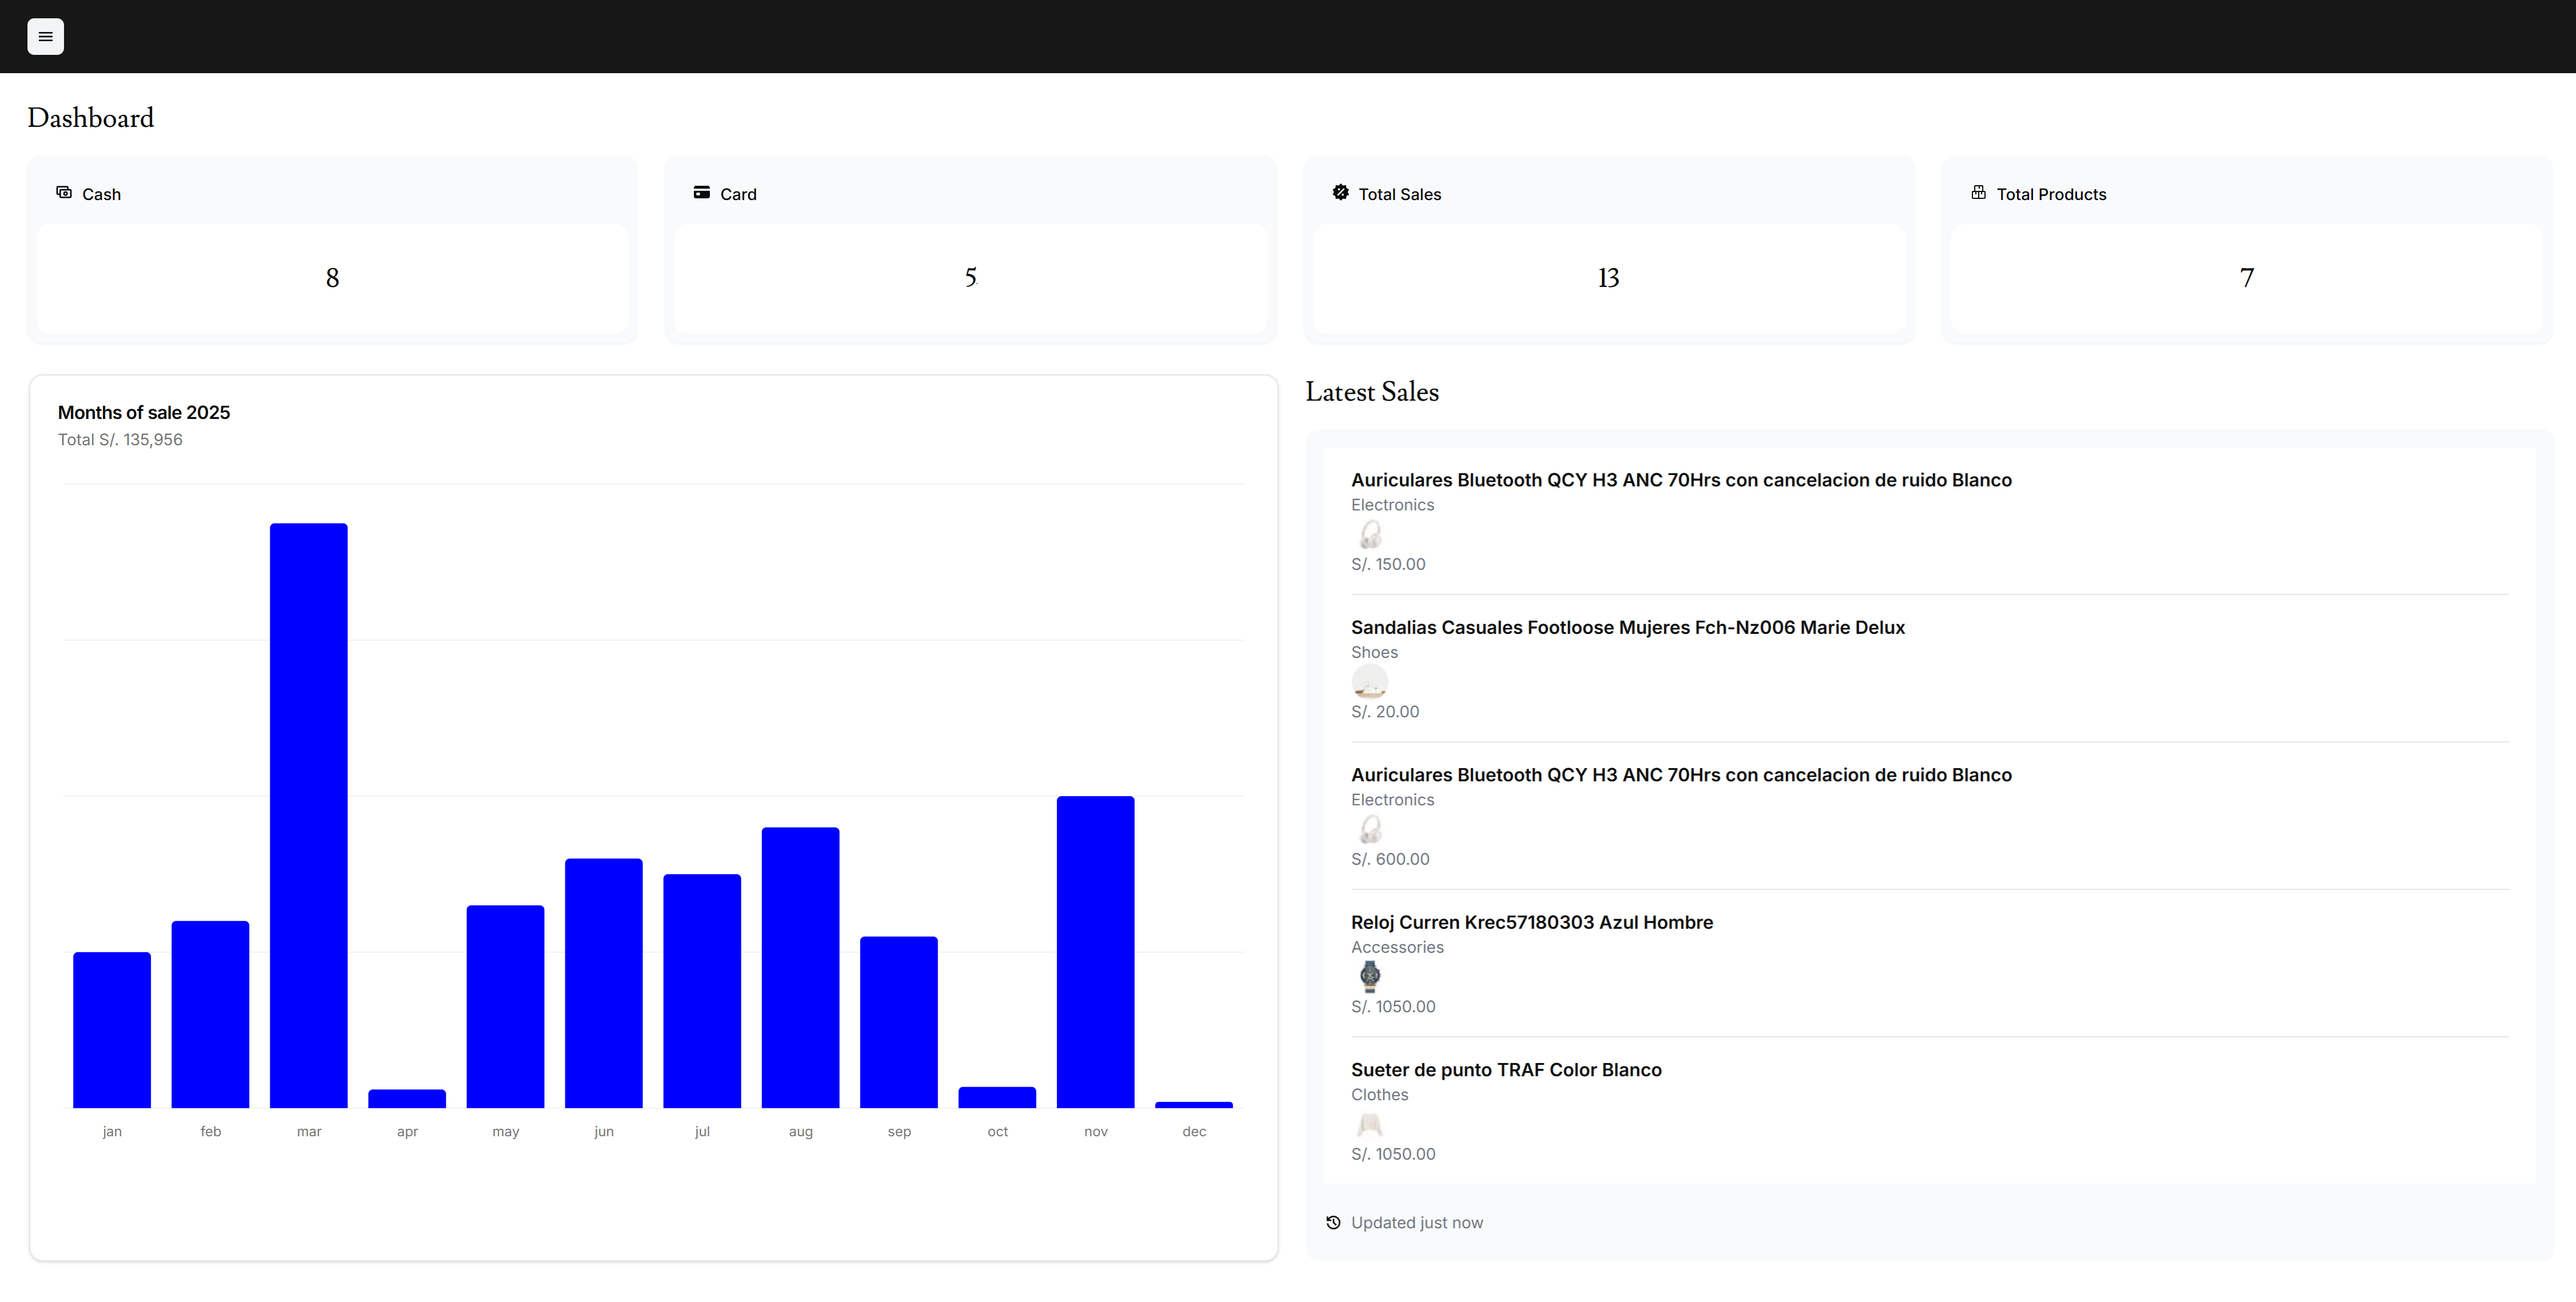 Dashboard
Cash
8
Card
5
Total Sales
13
Total Products
7
Months of sale 2025
Total S/. 135,956
jan feb mar apr may jun jul aug sep oct nov dec
Latest Sales
Auriculares Bluetooth QCY H3 ANC 70Hrs con cancelacion de ruido Blanco
Electronics
S/. 150.00
Sandalias Casuales Footloose Mujeres Fch-Nz006 Marie Delux
Shoes
S/. 20.00
Auriculares Bluetooth QCY H3 ANC 70Hrs con cancelacion de ruido Blanco
Electronics
S/. 600.00
Reloj Curren Krec57180303 Azul Hombre
Accessories
S/. 1050.00
Sueter de punto TRAF Color Blanco
Clothes
S/. 1050.00
Updated just now